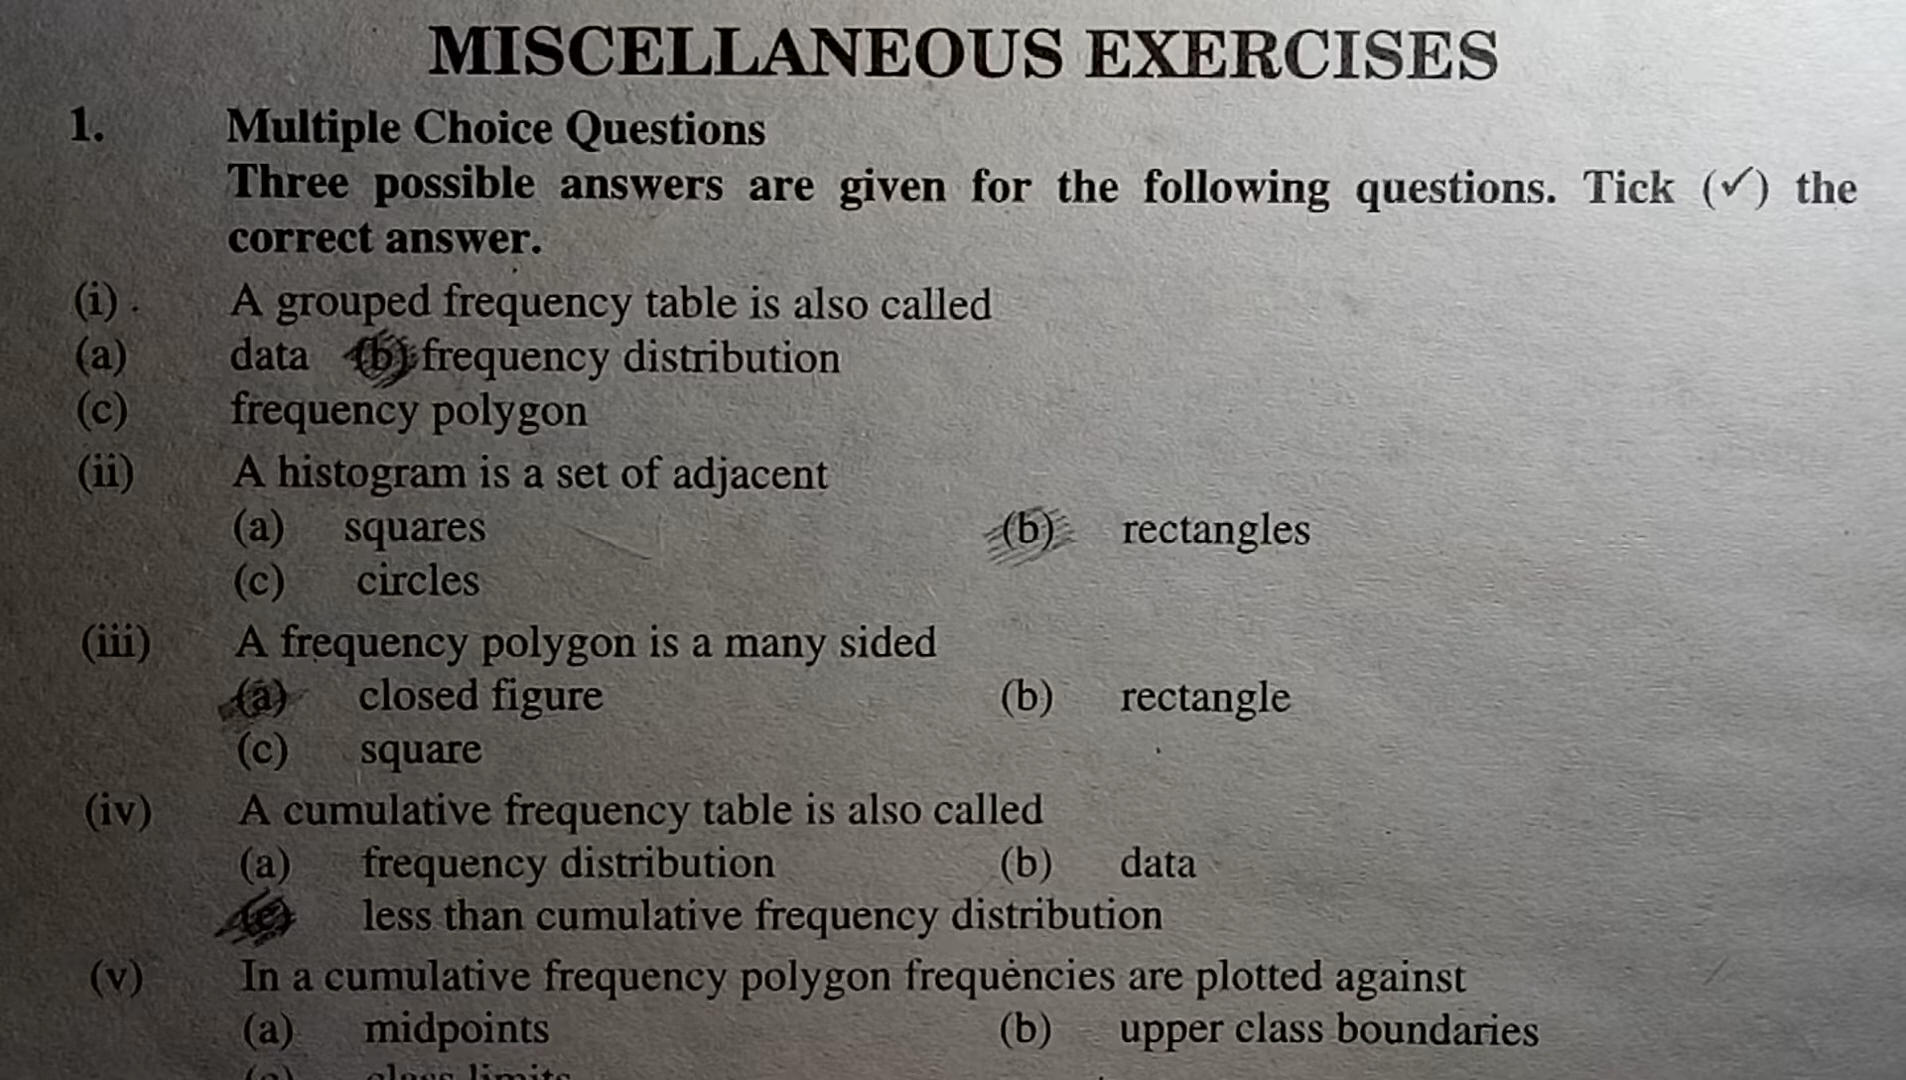 MISCELLANEOUS EXERCISES
1. Multiple Choice Questions
Three possible answers are given for the following questions. Tick (✓) the
correct answer.
(i) A grouped frequency table is also called
(a) data (b) frequency distribution
(c) frequency polygon
(ii) A histogram is a set of adjacent
(a) squares (b) rectangles
(c) circles
(iii) A frequency polygon is a many sided
(a) closed figure (b) rectangle
(c) square
(iv) A cumulative frequency table is also called
(a) frequency distribution (b) data
(c) less than cumulative frequency distribution
(v) In a cumulative frequency polygon frequencies are plotted against
(a) midpoints (b) upper class boundaries
(c) class limits